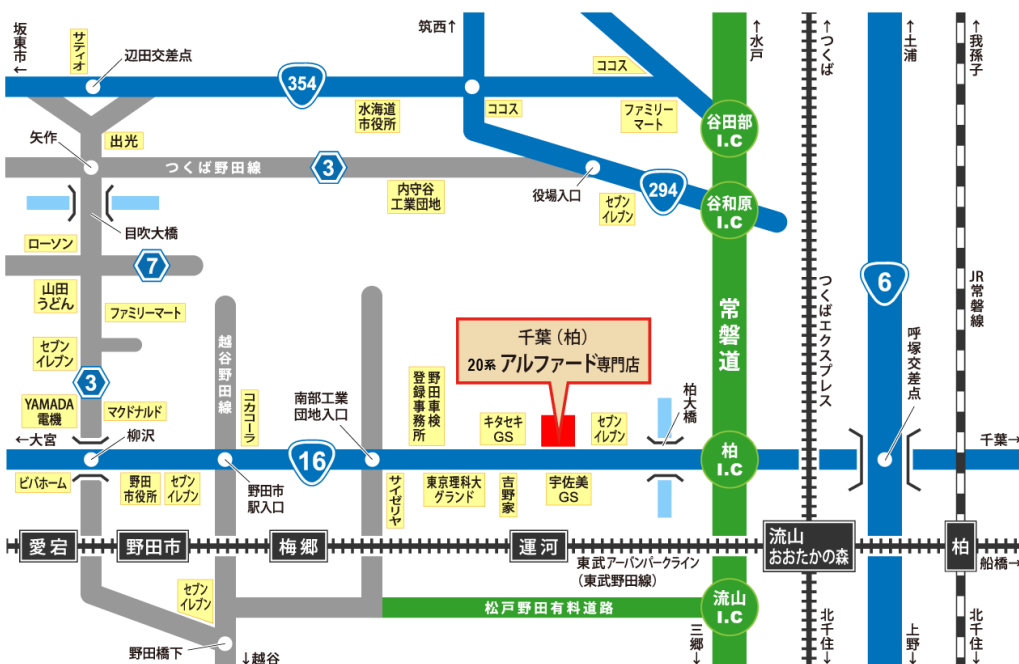 坂東市←
サティオ
辺田交差点
354
筑西↑
ココス
↑水戸
↑つくば
↑土浦
↑我孫子
水海道
市役所
ココス
ファミリー
マート
谷田部
I.C
矢作
出光
つくば野田線
3
内守谷
工業団地
役場入口
セブン
イレブン
294
谷和原
I.C
目吹大橋
ローソン
7
山田
うどん
ファミリーマート
セブン
イレブン
3
YAMADA
電機
マクドナルド
越谷野田線
コカコーラ
南部工業
団地入口
野田車検
登録事務所
千葉（柏）
20系 アルファード専門店
キタセキ
GS
セブン
イレブン
柏大橋
常磐道
つくばエクスプレス
6
呼塚交差点
JR常磐線
←大宮
柳沢
16
柏
I.C
千葉→
ビバホーム
野田
市役所
セブン
イレブン
野田市
駅入口
サイゼリヤ
東京理科大
グランド
吉野家
宇佐美
GS
愛宕
野田市
梅郷
運河
東武アーバンパークライン
（東武野田線）
流山
おおたかの森
柏
船橋→
セブン
イレブン
松戸野田有料道路
流山
I.C
野田橋下
↓越谷
三郷↓
北千住↓
上野↓
北千住↓